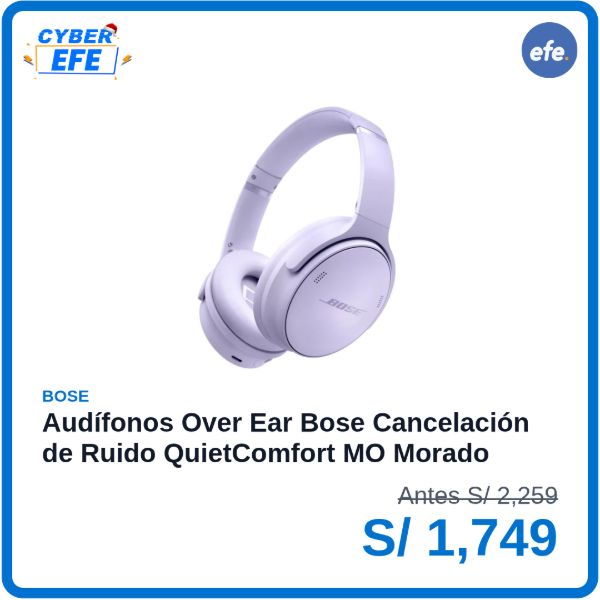 CYBER
EFE
efe.
BOSE
BOSE
Audífonos Over Ear Bose Cancelación
de Ruido QuietComfort MO Morado
Antes S/ 2,259
S/ 1,749